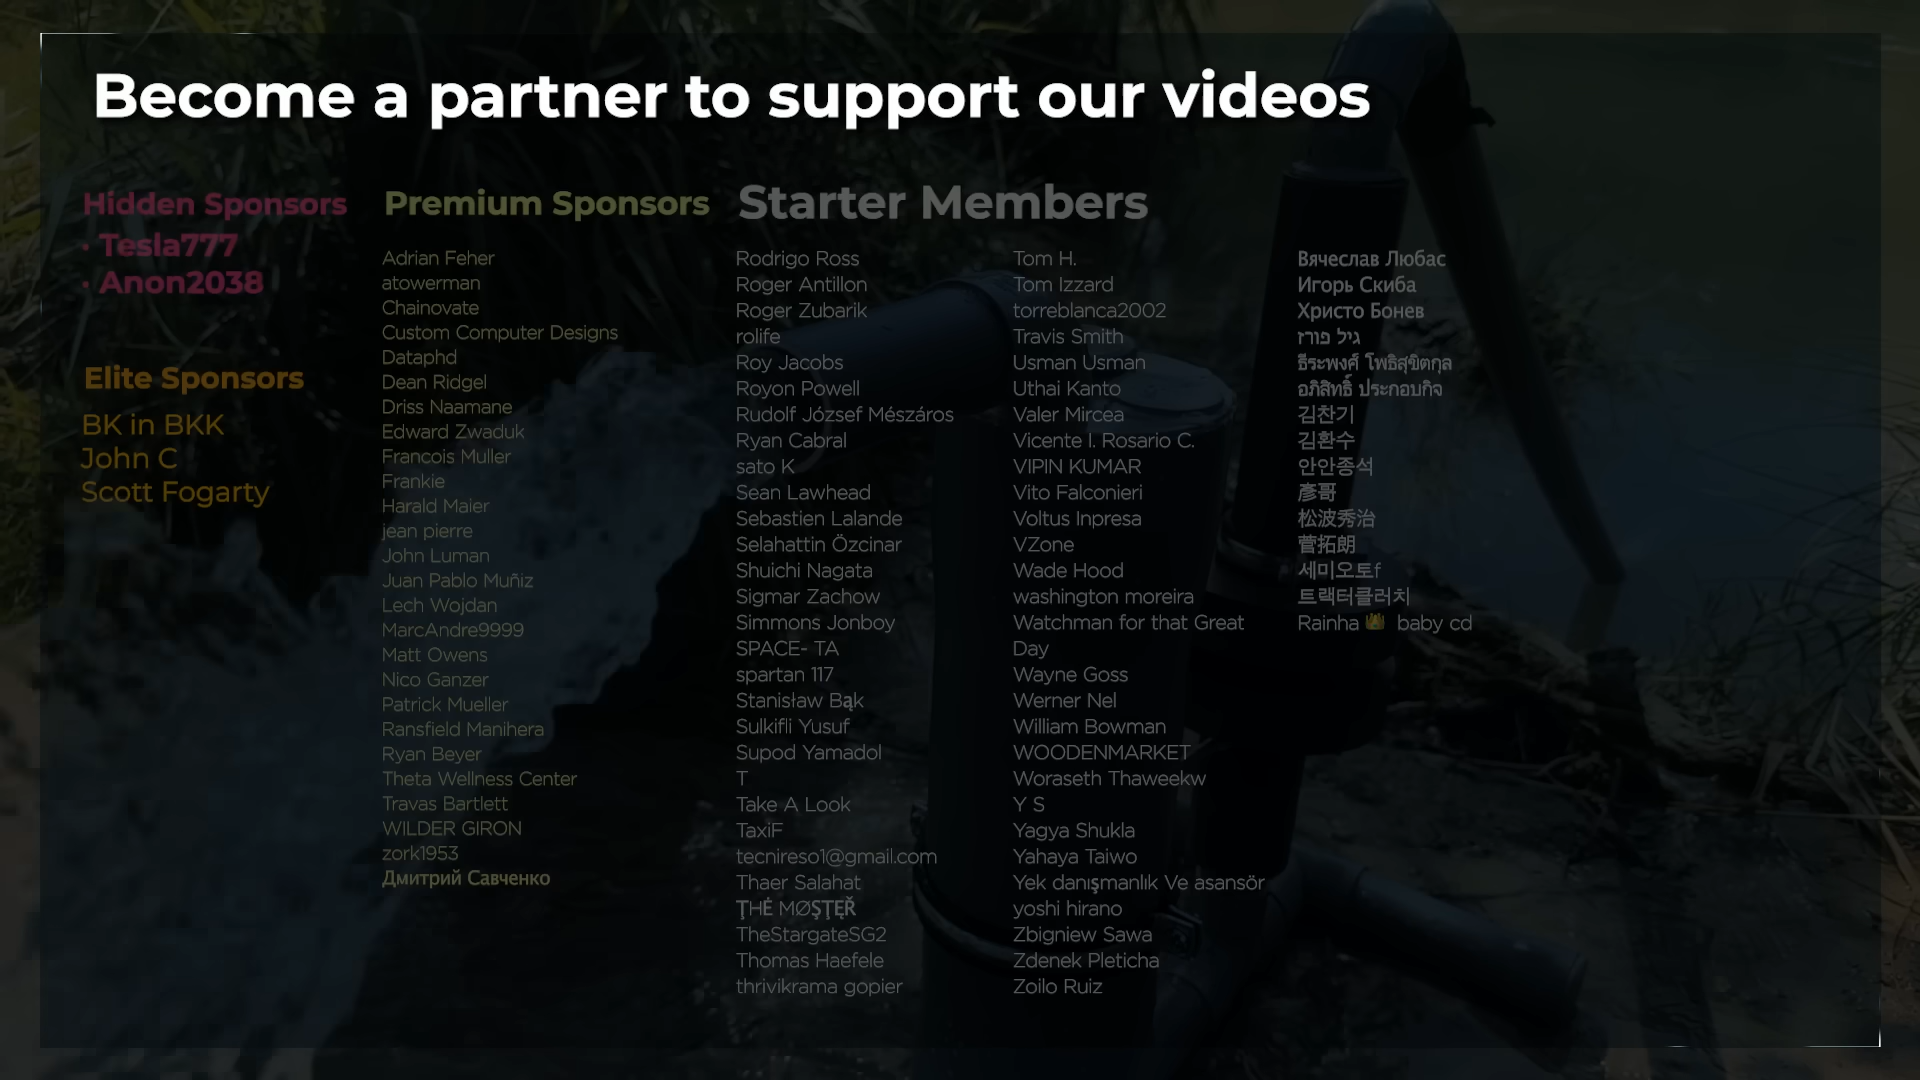 Become a partner to support our videos
Hidden Sponsors
• Tesla777
• Anon2038
Elite Sponsors
BK in BKK
John C
Scott Fogarty
Premium Sponsors
Adrian Feher
atowerman
Chainovate
Custom Computer Designs
Dataphd
Dean Ridgel
Driss Naamane
Edward Zwaduk
Francois Muller
Frankie
Harald Maier
jean pierre
John Luman
Juan Pablo Muñiz
Lech Wojdan
MarcAndre9999
Matt Owens
Nico Ganzer
Patrick Mueller
Ransfield Manihera
Ryan Beyer
Theta Wellness Center
Travas Bartlett
WILDER GIRON
zork1953
Дмитрий Савченко
Starter Members
Rodrigo Ross
Roger Antillon
Roger Zubarik
rolife
Roy Jacobs
Royon Powell
Rudolf József Mészáros
Ryan Cabral
sato K
Sean Lawhead
Sebastien Lalande
Selahattin Özcinar
Shuichi Nagata
Sigmar Zachow
Simmons Jonboy
SPACE- TA
spartan 117
Stanisław Bąk
Sulkifli Yusuf
Supod Yamadol
T
Take A Look
TaxiF
tecnireso1@gmail.com
Thaer Salahat
ŢHĖ MØŞŢĘŘ
TheStargateSG2
Thomas Haefele
thrivikrama gopier
Tom H.
Tom Izzard
torreblanca2002
Travis Smith
Usman Usman
Uthai Kanto
Valer Mircea
Vicente I. Rosario C.
VIPIN KUMAR
Vito Falconieri
Voltus Inpresa
VZone
Wade Hood
washington moreira
Watchman for that Great
Day
Wayne Goss
Werner Nel
William Bowman
WOODENMARKET
Woraseth Thaweekw
Y S
Yagya Shukla
Yahaya Taiwo
Yek danışmanlık Ve asansör
yoshi hirano
Zbigniew Sawa
Zdenek Pleticha
Zoilo Ruiz
Вячеслав Любас
Игорь Скиба
Христо Бонев
גיל פורז
ธีระพงศ์ โพธิสุขิตกุล
อภิสิทธิ์ ประกอบกิจ
김찬기
김환수
안안종석
彥哥
松波秀治
菅拓朗
세미오토f
트랙터클러치
Rainha 👑 baby cd